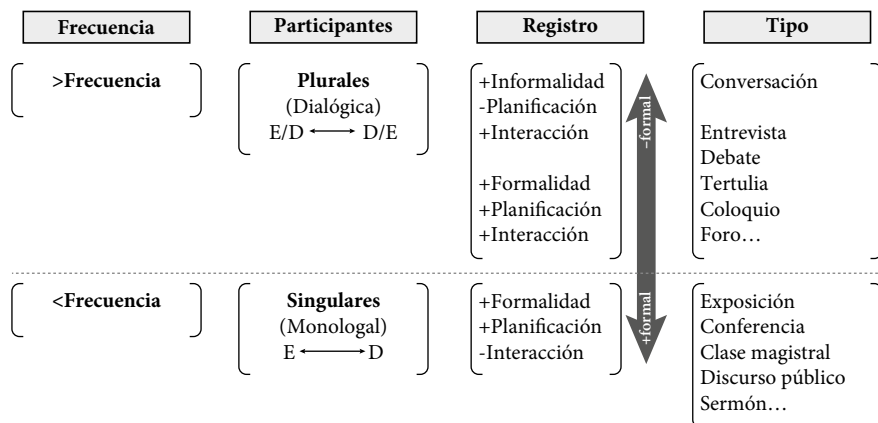 Frecuencia Participantes Registro Tipo
>Frecuencia Plurales +Informalidad Conversación
(Dialógica) -Planificación
E/D D/E +Interacción Entrevista
Debate
+Formalidad Tertulia
+Planificación Coloquio
+Interacción Foro…
–formal
<Frecuencia Singulares +Formalidad Exposición
(Monologal) +Planificación Conferencia
E D -Interacción Clase magistral
Discurso público
Sermón…
+formal